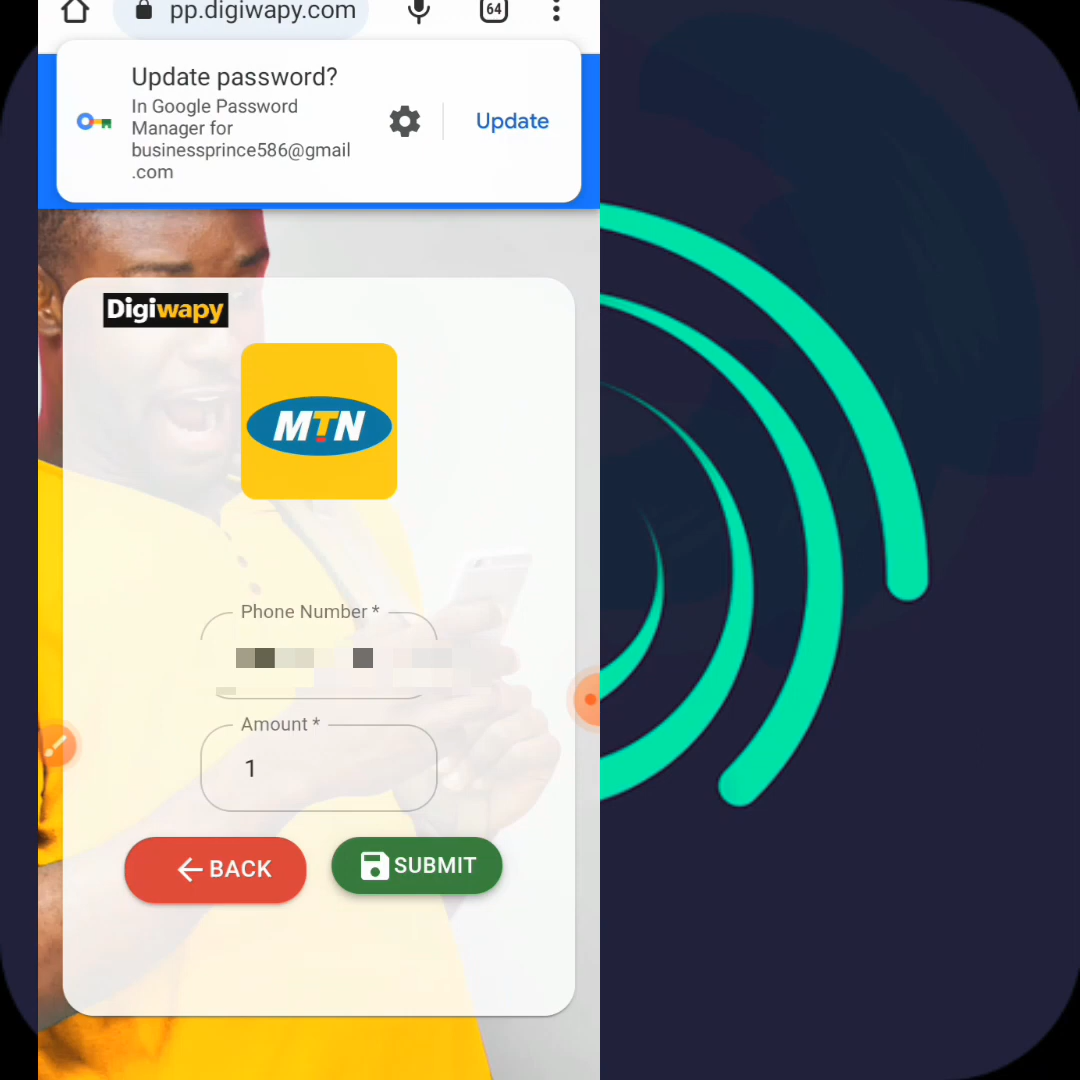 pp.digiwapy.com
64
Update password?
In Google Password
Manager for
businessprince586@gmail
.com
Update
Digiwapy
MTN
Phone Number *
Amount *
1
BACK
SUBMIT